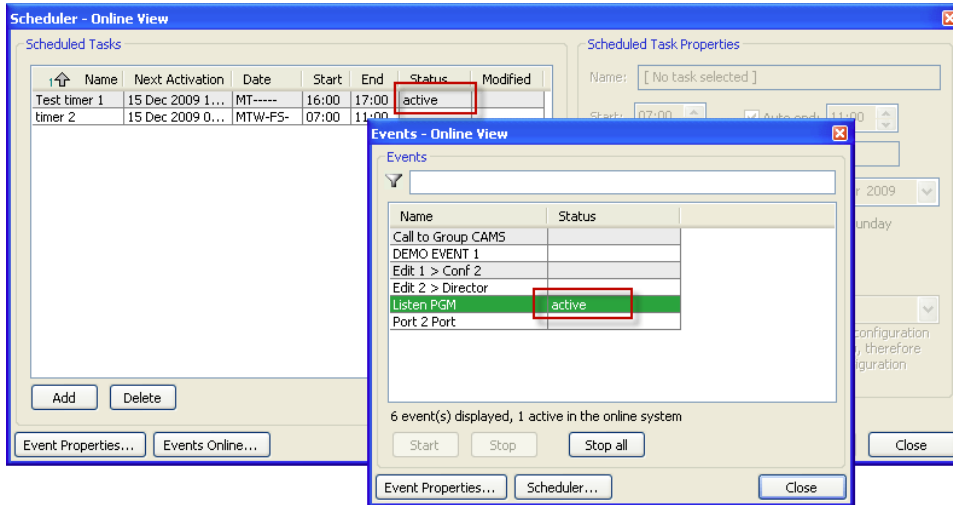 Scheduler - Online View
Scheduled Tasks
1 Name Next Activation Date Start End Status Modified
Test timer 1 15 Dec 2009 1... MT----- 16:00 17:00 active
timer 2 15 Dec 2009 0... MTW-FS- 07:00 11:00
Add Delete
Event Properties... Events Online...
Scheduled Task Properties
Name: [ No task selected ]
Start: 07:00 Auto end: 11:00
2009
unday
configuration
, therefore
iguration
Close
Events - Online View
Events
Name Status
Call to Group CAMS
DEMO EVENT 1
Edit 1 > Conf 2
Edit 2 > Director
Listen PGM active
Port 2 Port
6 event(s) displayed, 1 active in the online system
Start Stop Stop all
Event Properties... Scheduler... Close